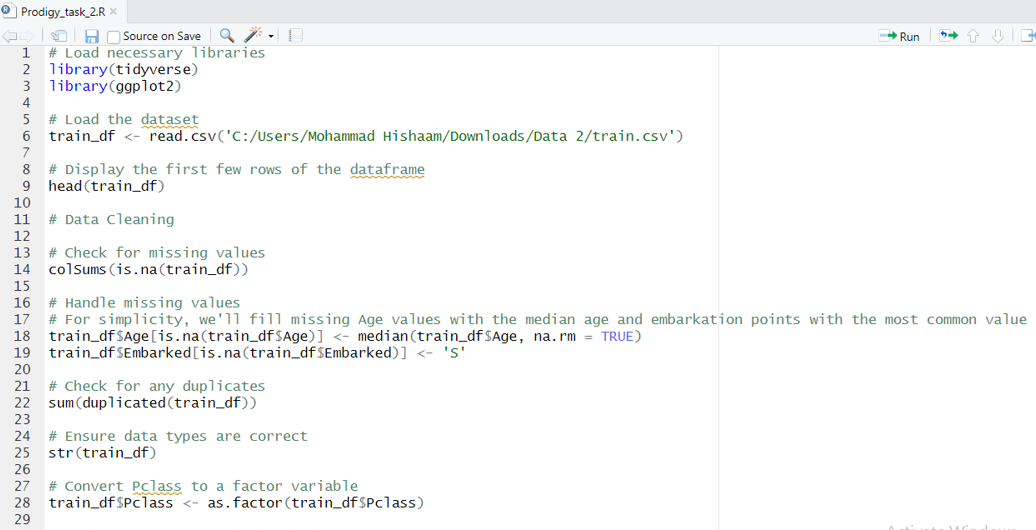 Prodigy_task_2.R
Source on Save Run
1 # Load necessary libraries
2 library(tidyverse)
3 library(ggplot2)
4
5 # Load the dataset
6 train_df <- read.csv('C:/Users/Mohammad Hishaam/Downloads/Data 2/train.csv')
7
8 # Display the first few rows of the dataframe
9 head(train_df)
10
11 # Data Cleaning
12
13 # Check for missing values
14 colSums(is.na(train_df))
15
16 # Handle missing values
17 # For simplicity, we'll fill missing Age values with the median age and embarkation points with the most common value
18 train_df$Age[is.na(train_df$Age)] <- median(train_df$Age, na.rm = TRUE)
19 train_df$Embarked[is.na(train_df$Embarked)] <- 'S'
20
21 # Check for any duplicates
22 sum(duplicated(train_df))
23
24 # Ensure data types are correct
25 str(train_df)
26
27 # Convert Pclass to a factor variable
28 train_df$Pclass <- as.factor(train_df$Pclass)
29